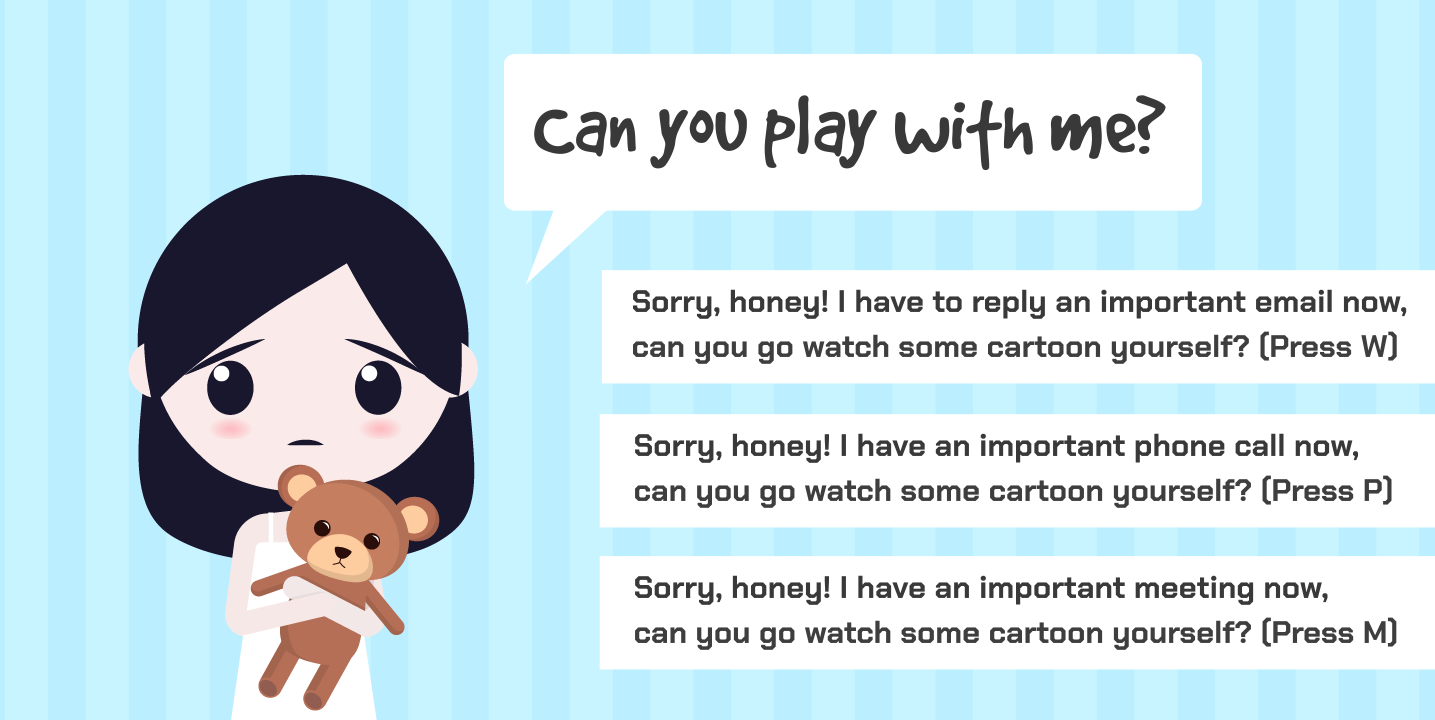 Can you play with me?
Sorry, honey! I have to reply an important email now,
can you go watch some cartoon yourself? (Press W)
Sorry, honey! I have an important phone call now,
can you go watch some cartoon yourself? (Press P)
Sorry, honey! I have an important meeting now,
can you go watch some cartoon yourself? (Press M)